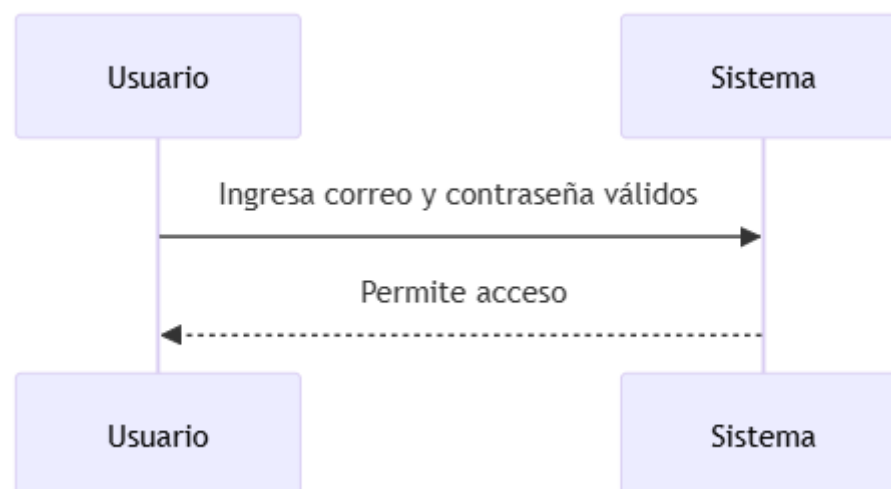 Usuario
Sistema
Ingresa correo y contraseña válidos
Permite acceso
Usuario
Sistema